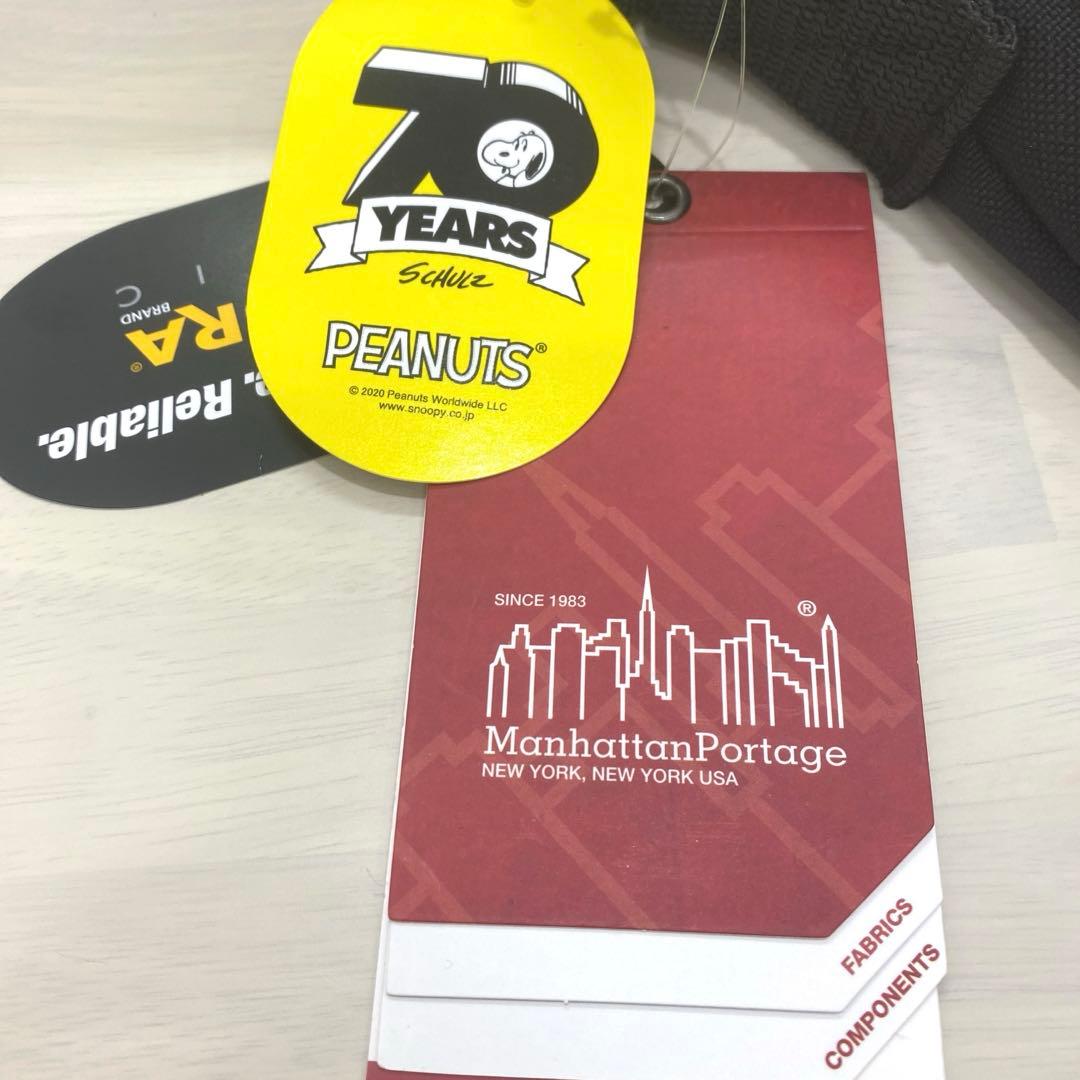 70
YEARS
SCHULZ
PEANUTS®
© 2020 Peanuts Worldwide LLC
www.snoopy.co.jp
BRAND
®
Reliable.
SINCE 1983
®
ManhattanPortage
NEW YORK, NEW YORK USA
FABRICS
COMPONENTS